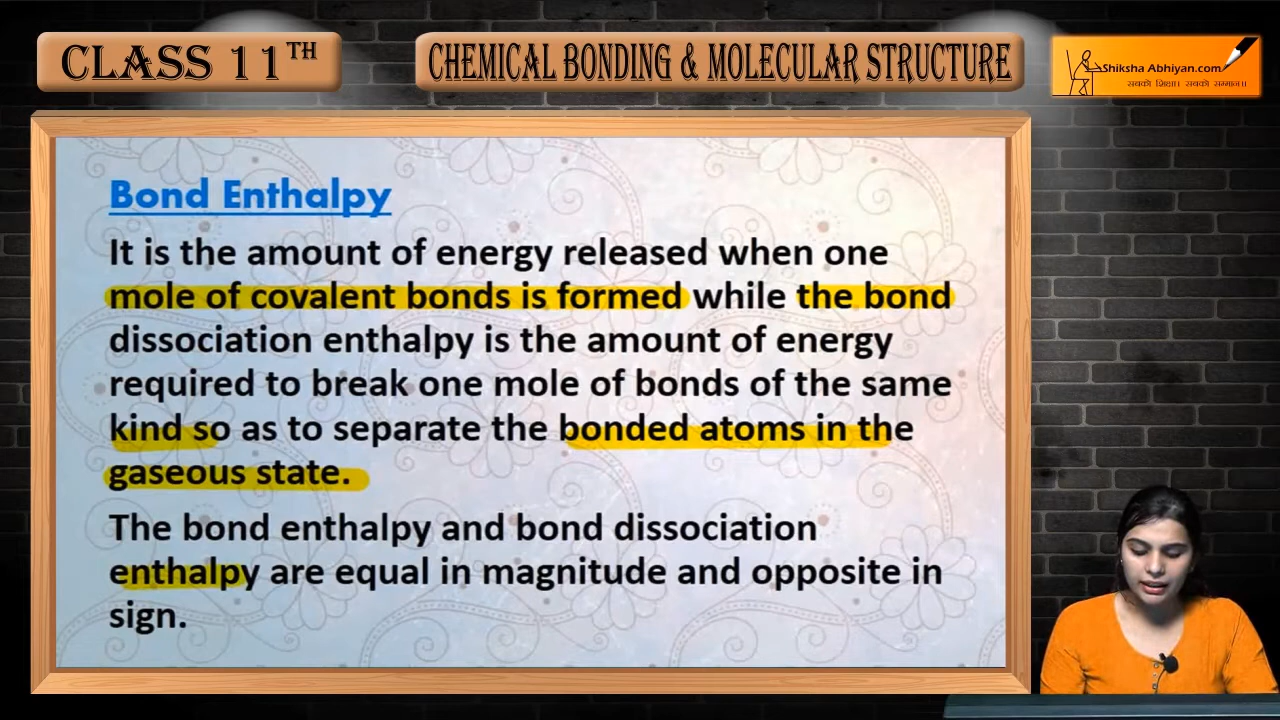 CLASS 11TH
CHEMICAL BONDING & MOLECULAR STRUCTURE
Shiksha Abhiyan.com
सबको शिक्षा। सबको सम्मान।।
Bond Enthalpy
It is the amount of energy released when one
mole of covalent bonds is formed while the bond
dissociation enthalpy is the amount of energy
required to break one mole of bonds of the same
kind so as to separate the bonded atoms in the
gaseous state.
The bond enthalpy and bond dissociation
enthalpy are equal in magnitude and opposite in
sign.